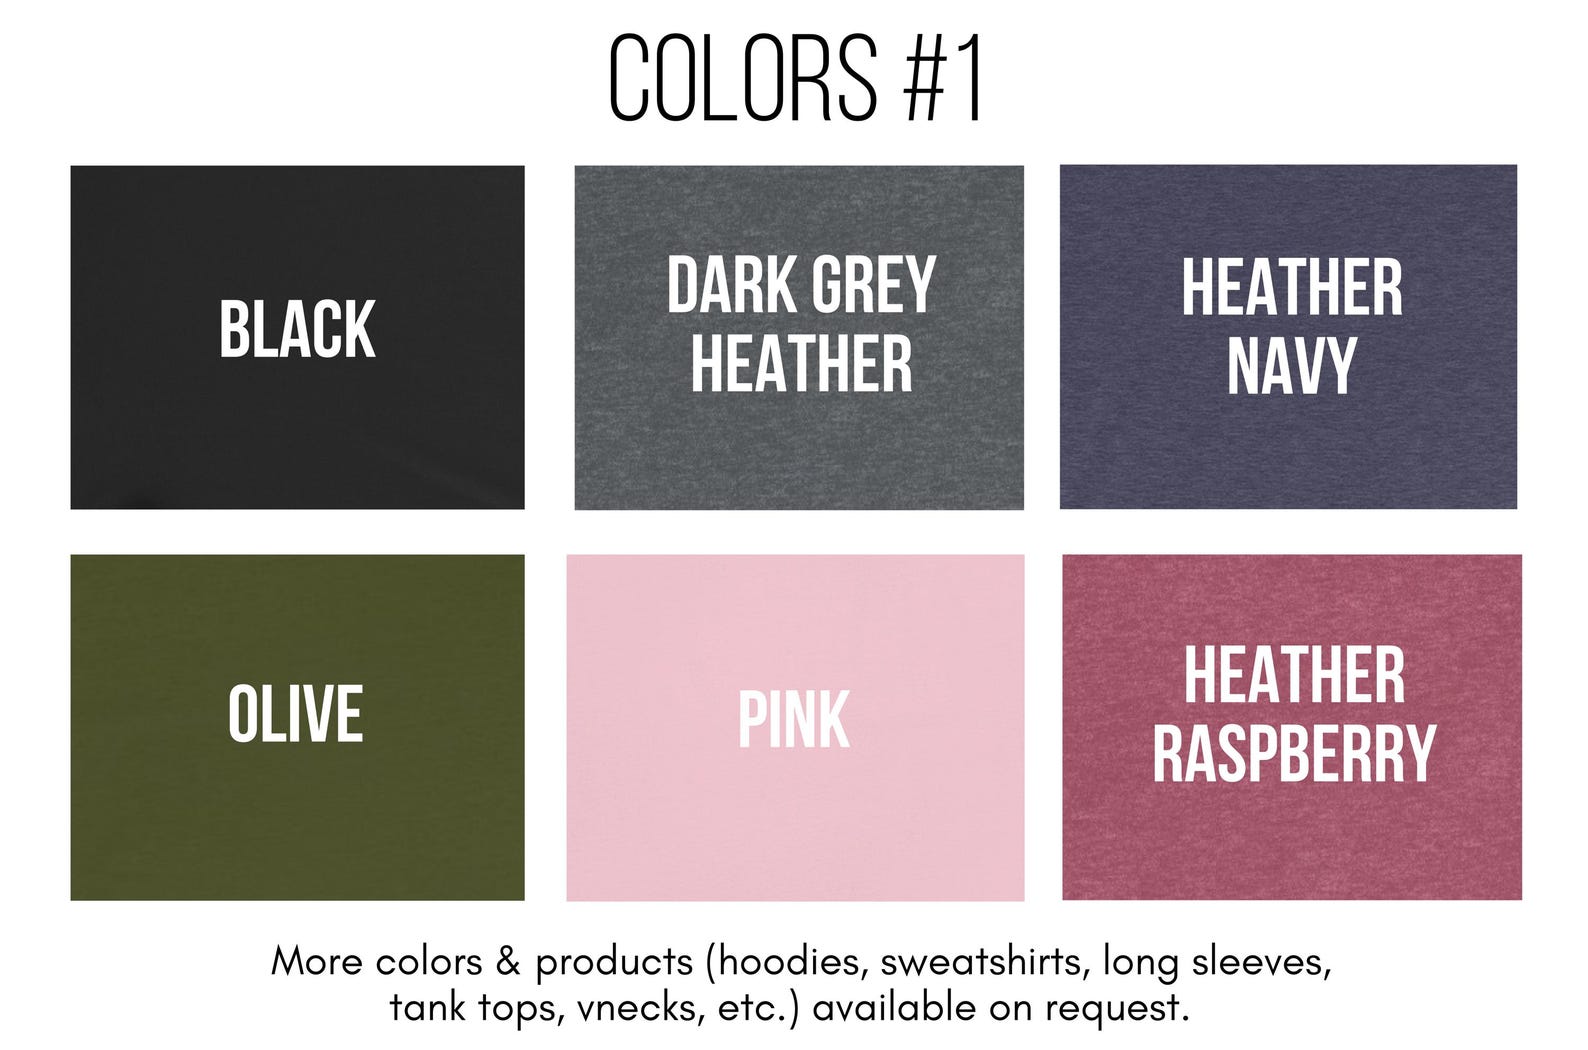 COLORS #1
BLACK
DARK GREY
HEATHER
HEATHER
NAVY
OLIVE
PINK
HEATHER
RASPBERRY
More colors & products (hoodies, sweatshirts, long sleeves,
tank tops, vnecks, etc.) available on request.